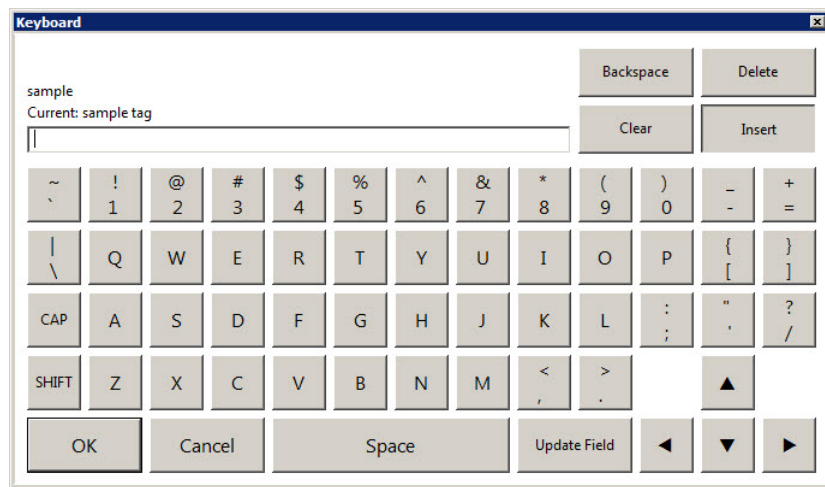 Keyboard
Backspace Delete
sample
Current: sample tag
Clear Insert
~ ! @ # $ % ^ & * ( ) _ +
` 1 2 3 4 5 6 7 8 9 0 - =
| Q W E R T Y U I O P { }
\ [ ]
CAP A S D F G H J K L : " ?
; ' /
SHIFT Z X C V B N M < >
, .
OK Cancel Space Update Field ◀ ▲ ▼ ▶